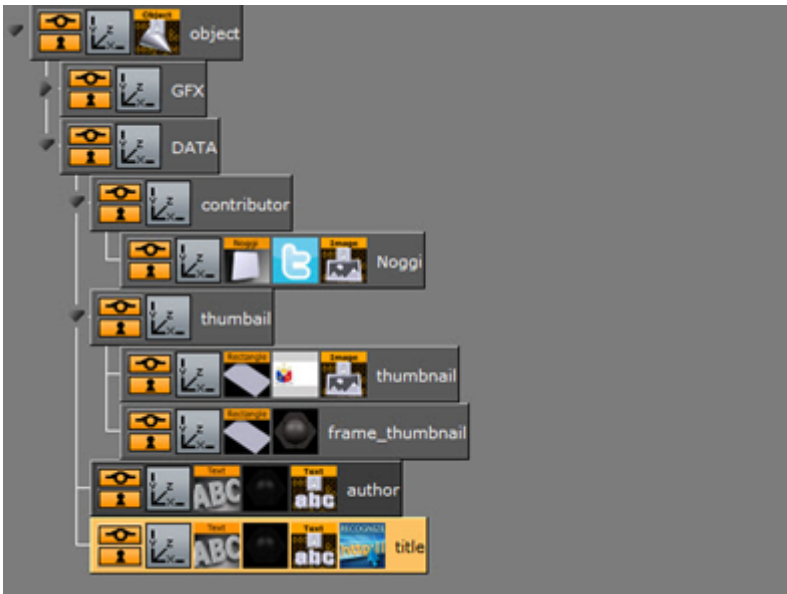 Object
object
GFX
DATA
contributor
Noggi Image
Noggi
thumbail
Rectangle Image
thumbnail
Rectangle
frame_thumbnail
Text Text
ABC abc author
Text Text RECOGNIZE
ABC abc title